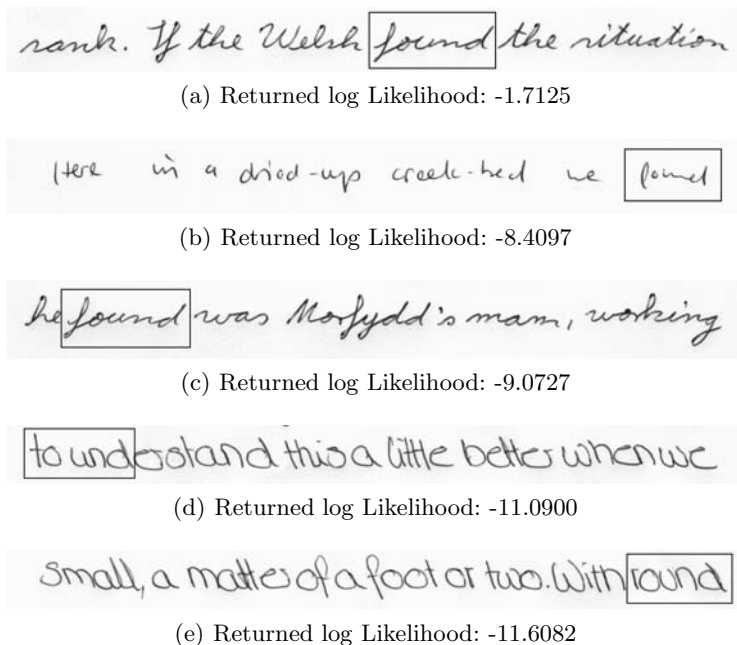 rank. If the Welsh found the situation
(a) Returned log Likelihood: -1.7125
Here in a dried-up creek-bed we found
(b) Returned log Likelihood: -8.4097
he found was Morfydd's mam, working
(c) Returned log Likelihood: -9.0727
to understand this a little better when we
(d) Returned log Likelihood: -11.0900
small, a matter of a foot or two. With round
(e) Returned log Likelihood: -11.6082